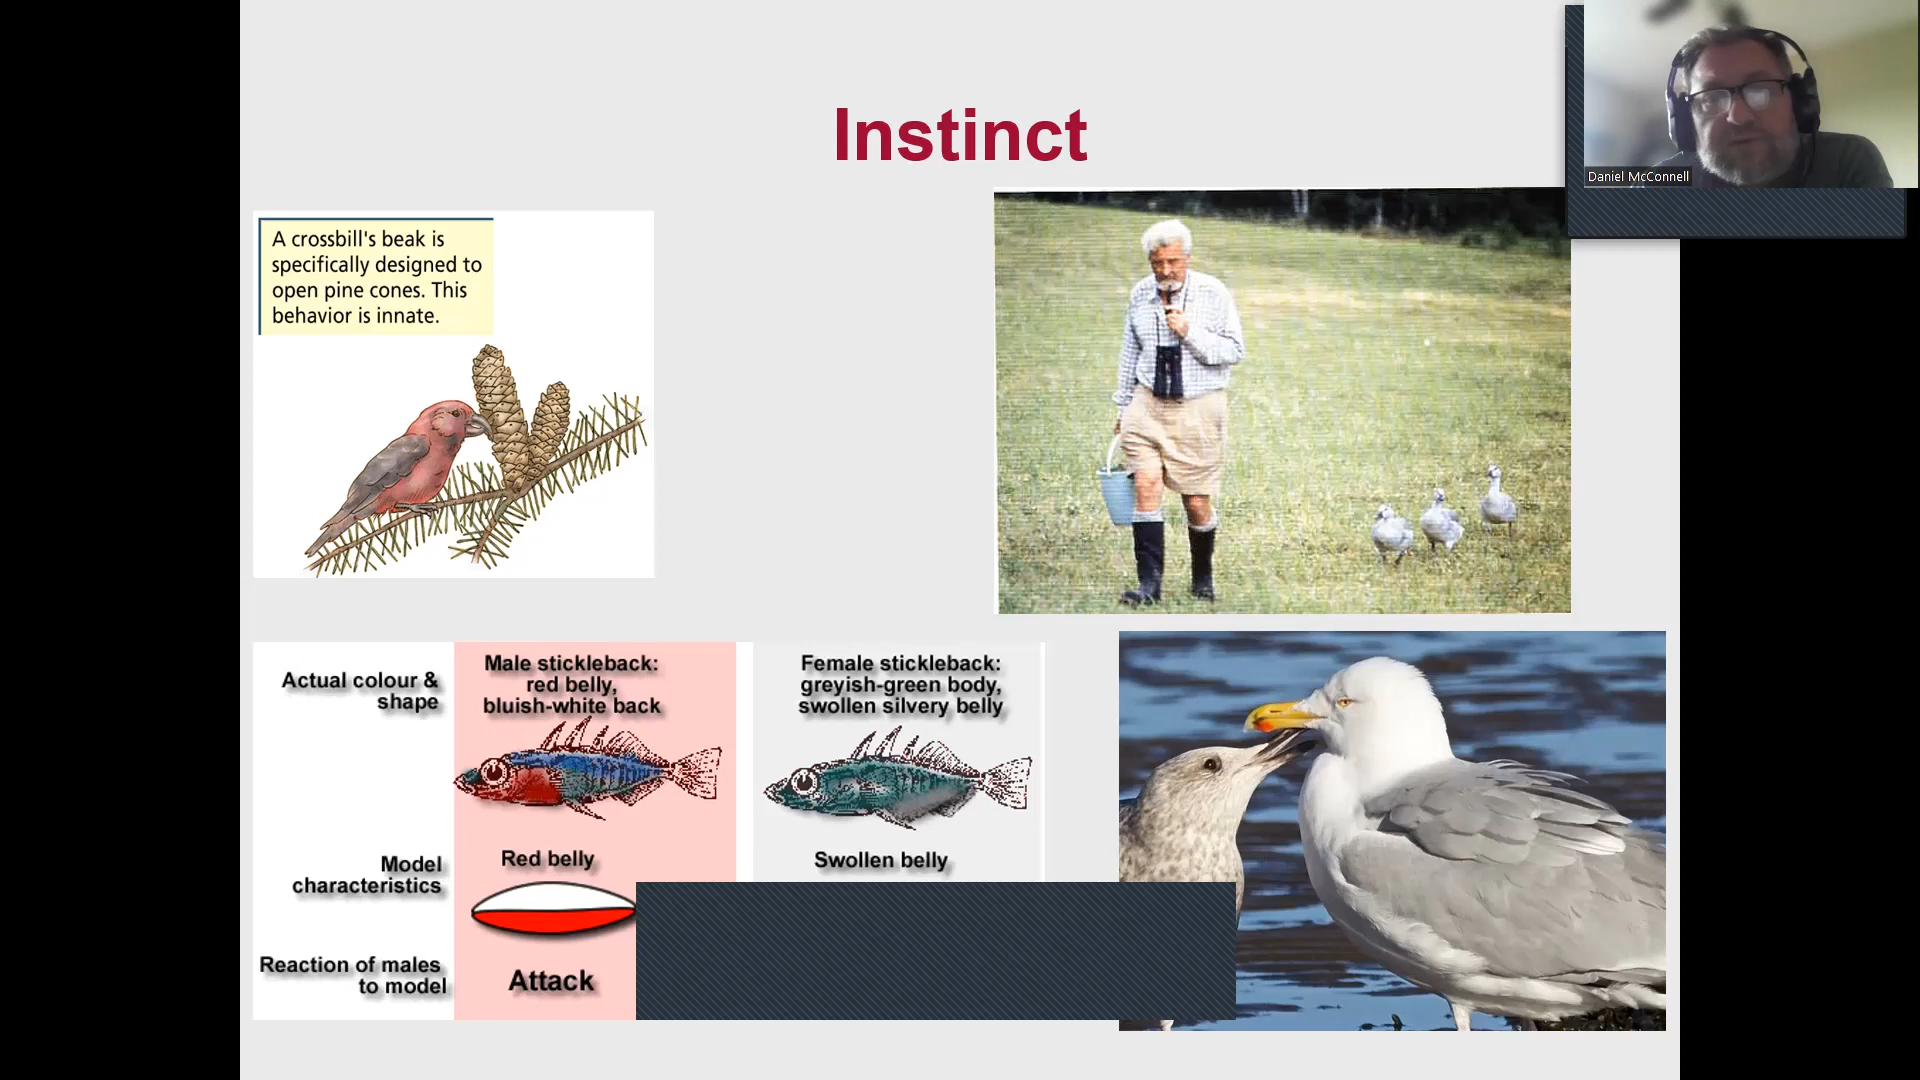 Instinct
Daniel McConnell
A crossbill's beak is
specifically designed to
open pine cones. This
behavior is innate.
Actual colour &
shape
Male stickleback:
red belly,
bluish-white back
Female stickleback:
greyish-green body,
swollen silvery belly
Model
characteristics
Red belly
Swollen belly
Reaction of males
to model
Attack